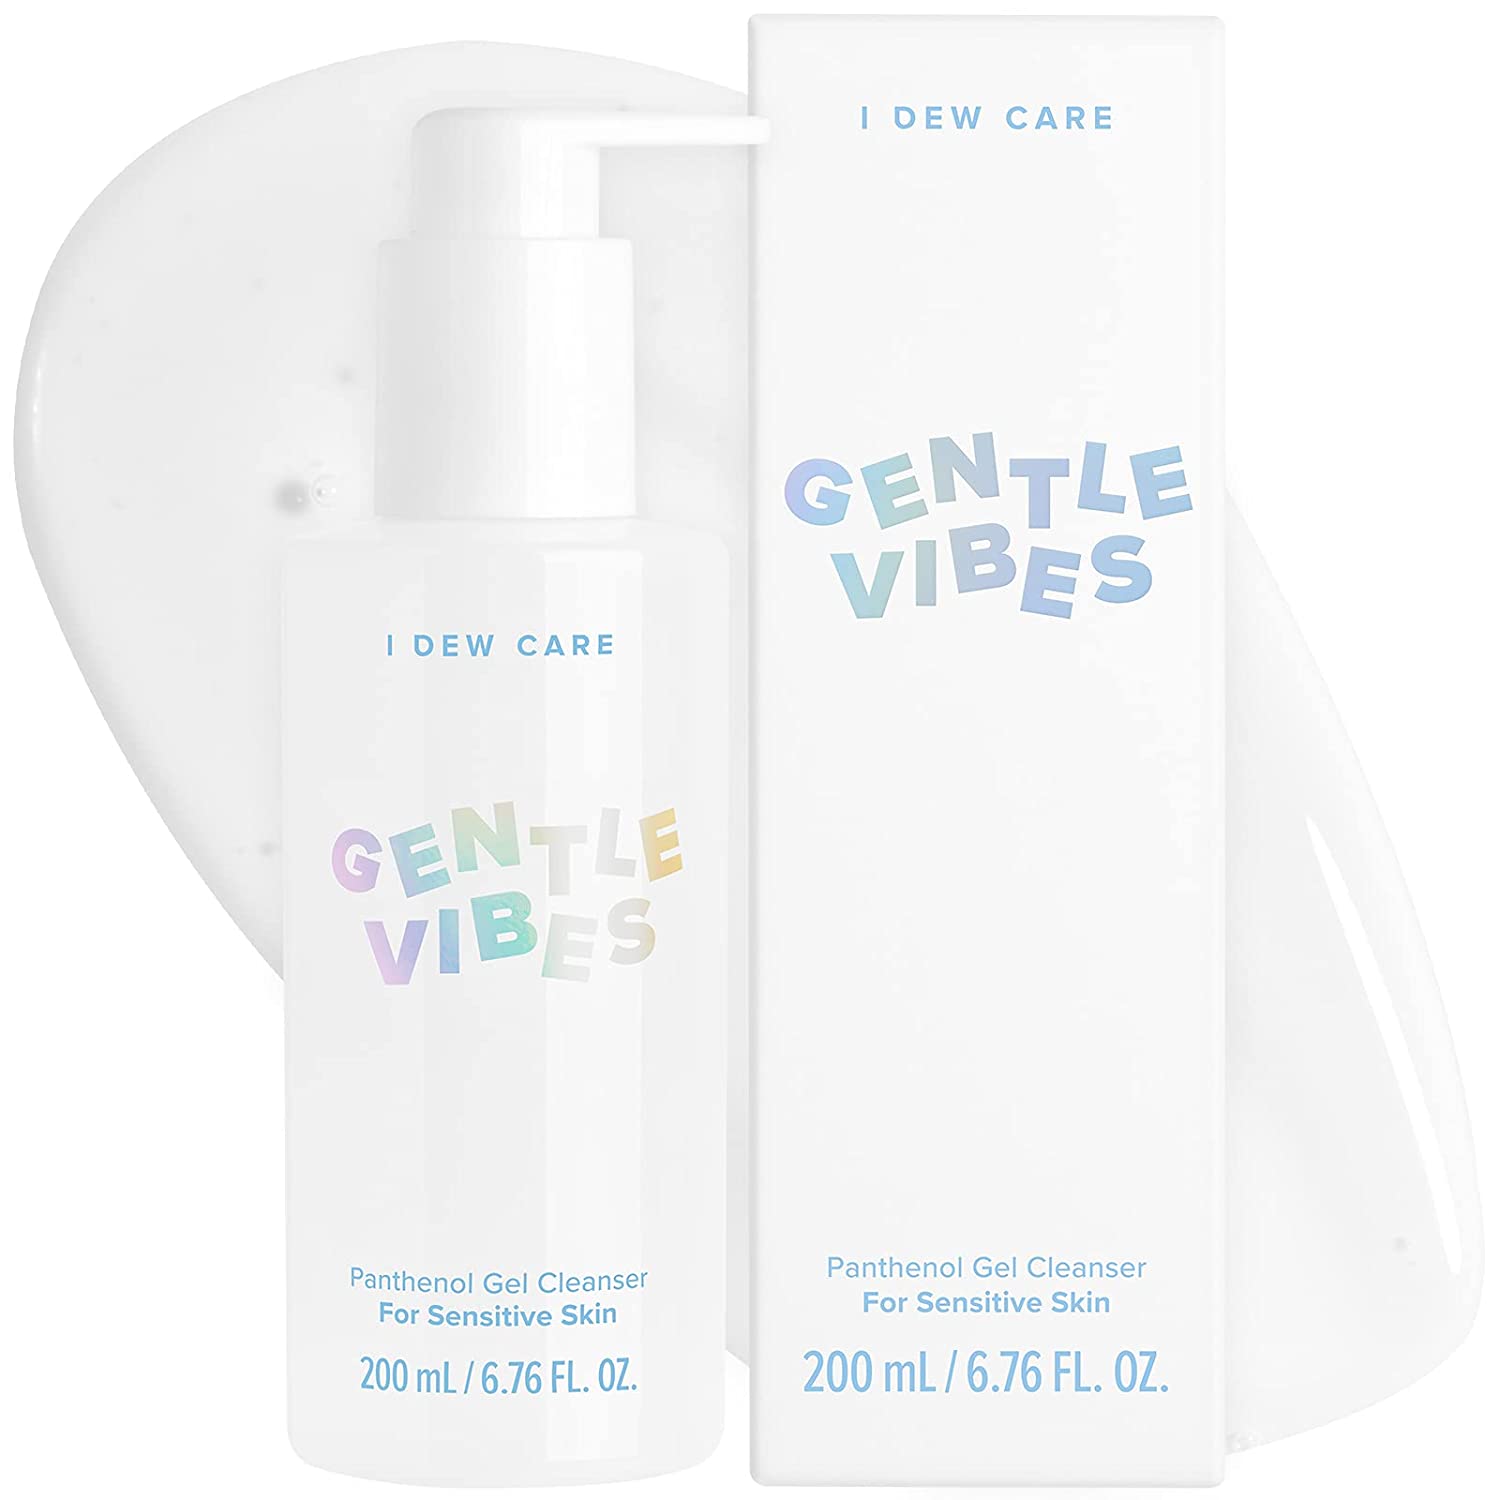 I DEW CARE
GENTLE
VIBES
Panthenol Gel Cleanser
For Sensitive Skin
200 mL / 6.76 FL. OZ.
I DEW CARE
GENTLE
VIBES
Panthenol Gel Cleanser
For Sensitive Skin
200 mL / 6.76 FL. OZ.